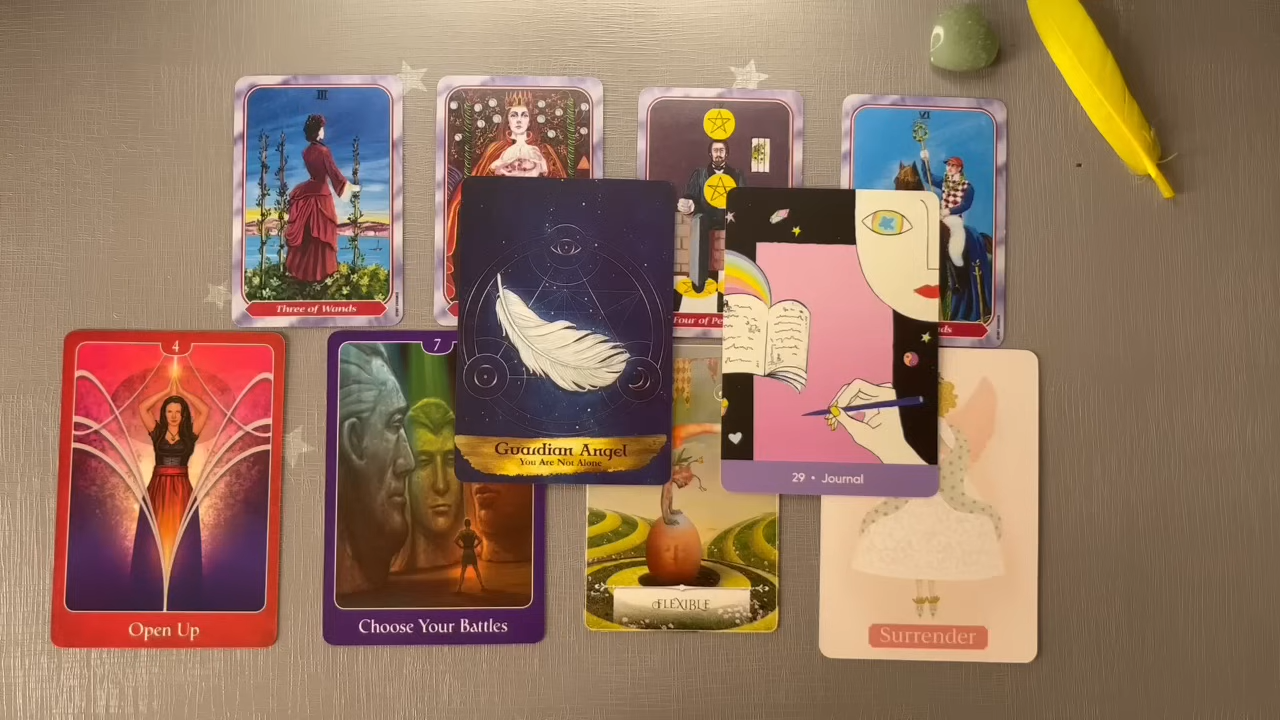 III
VI
Three of Wands
Four of Pe
ds
4
7
Guardian Angel
You Are Not Alone
29 • Journal
Open Up
Choose Your Battles
FLEXIBLE
Surrender